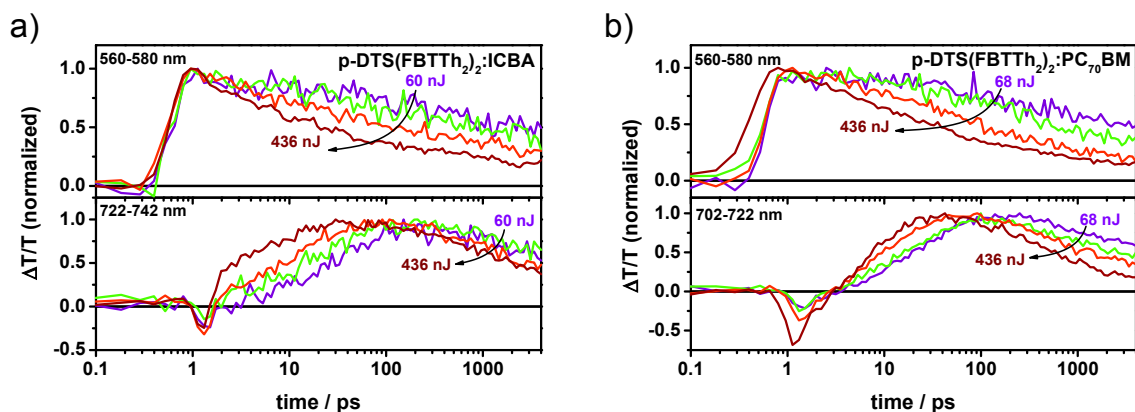 a)
560-580 nm
p-DTS(FBTTh₂)₂:ICBA
60 nJ
436 nJ
1.0
0.5
0.0
722-742 nm
60 nJ
436 nJ
1.0
0.5
0.0
-0.5
ΔT/T (normalized)
0.1 1 10 100 1000
time / ps
b)
560-580 nm
p-DTS(FBTTh₂)₂:PC₇₀BM
68 nJ
436 nJ
1.0
0.5
0.0
702-722 nm
68 nJ
436 nJ
1.0
0.5
0.0
-0.5
ΔT/T (normalized)
0.1 1 10 100 1000
time / ps